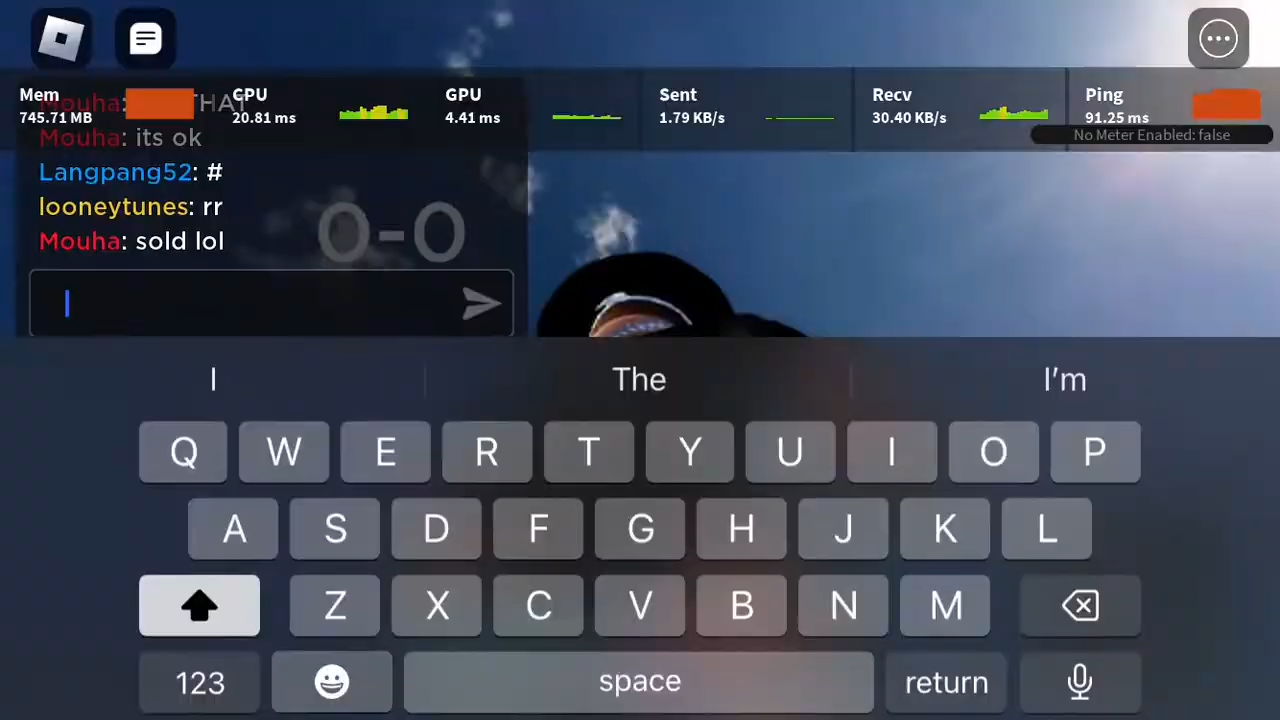 Mem
745.71 MB
CPU
20.81 ms
GPU
4.41 ms
Sent
1.79 KB/s
Recv
30.40 KB/s
Ping
91.25 ms
No Meter Enabled: false
Mouha: THAT
Mouha: its ok
Langpang52: #
looneytunes: rr
Mouha: sold lol
0-0
I The I'm
Q W E R T Y U I O P
A S D F G H J K L
Z X C V B N M
123 space return